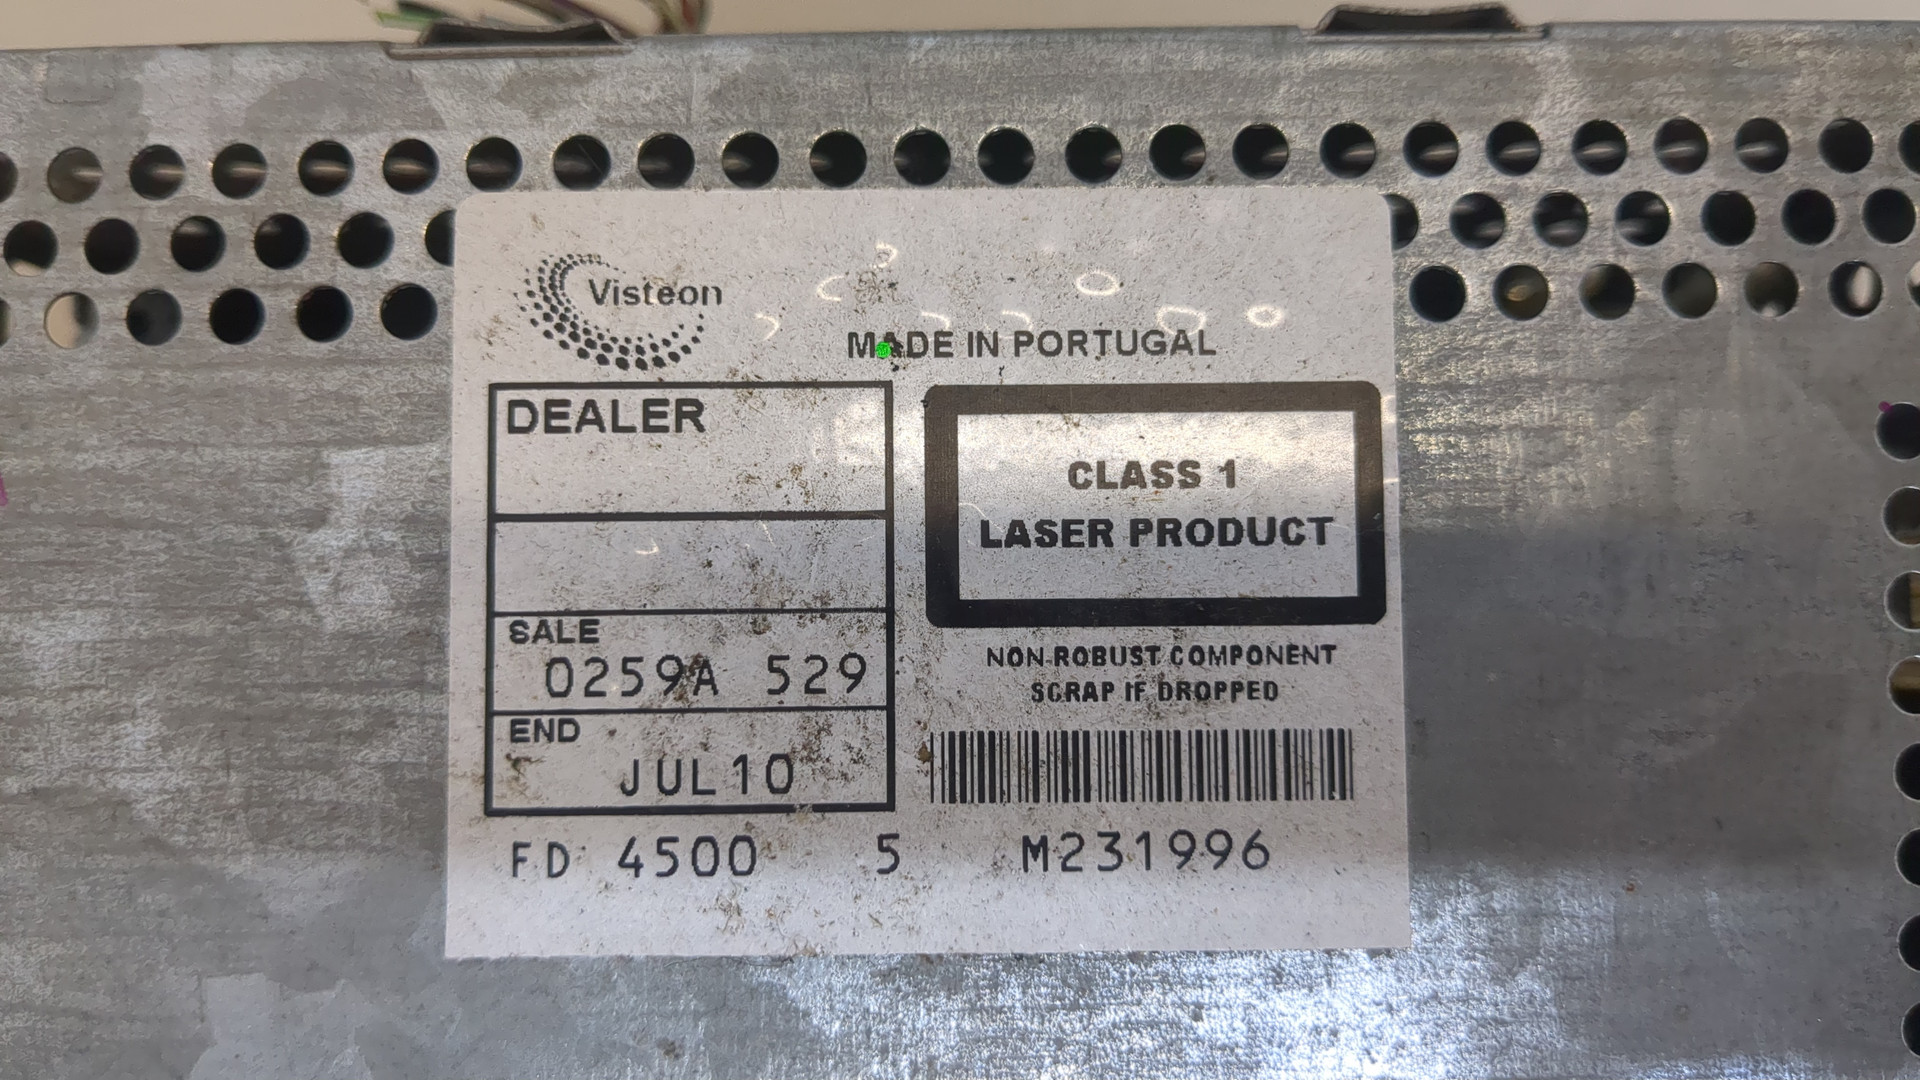 Visteon
MADE IN PORTUGAL
DEALER
SALE
0259A 529
END
JUL10
CLASS 1
LASER PRODUCT
NON-ROBUST COMPONENT
SCRAP IF DROPPED
FD 4500 5 M231996